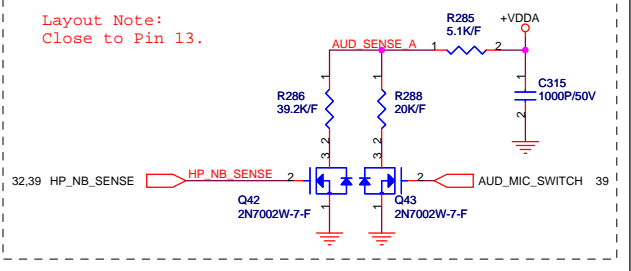 Layout Note:
Close to Pin 13.
R285
5.1K/F
+VDDA
AUD_SENSE_A
1
2
1
C315
1000P/50V
2
1
R286
39.2K/F
2
1
R288
20K/F
2
3
3
32,39 HP_NB_SENSE
HP_NB_SENSE
2
2
AUD_MIC_SWITCH 39
Q42
2N7002W-7-F
1
1
Q43
2N7002W-7-F